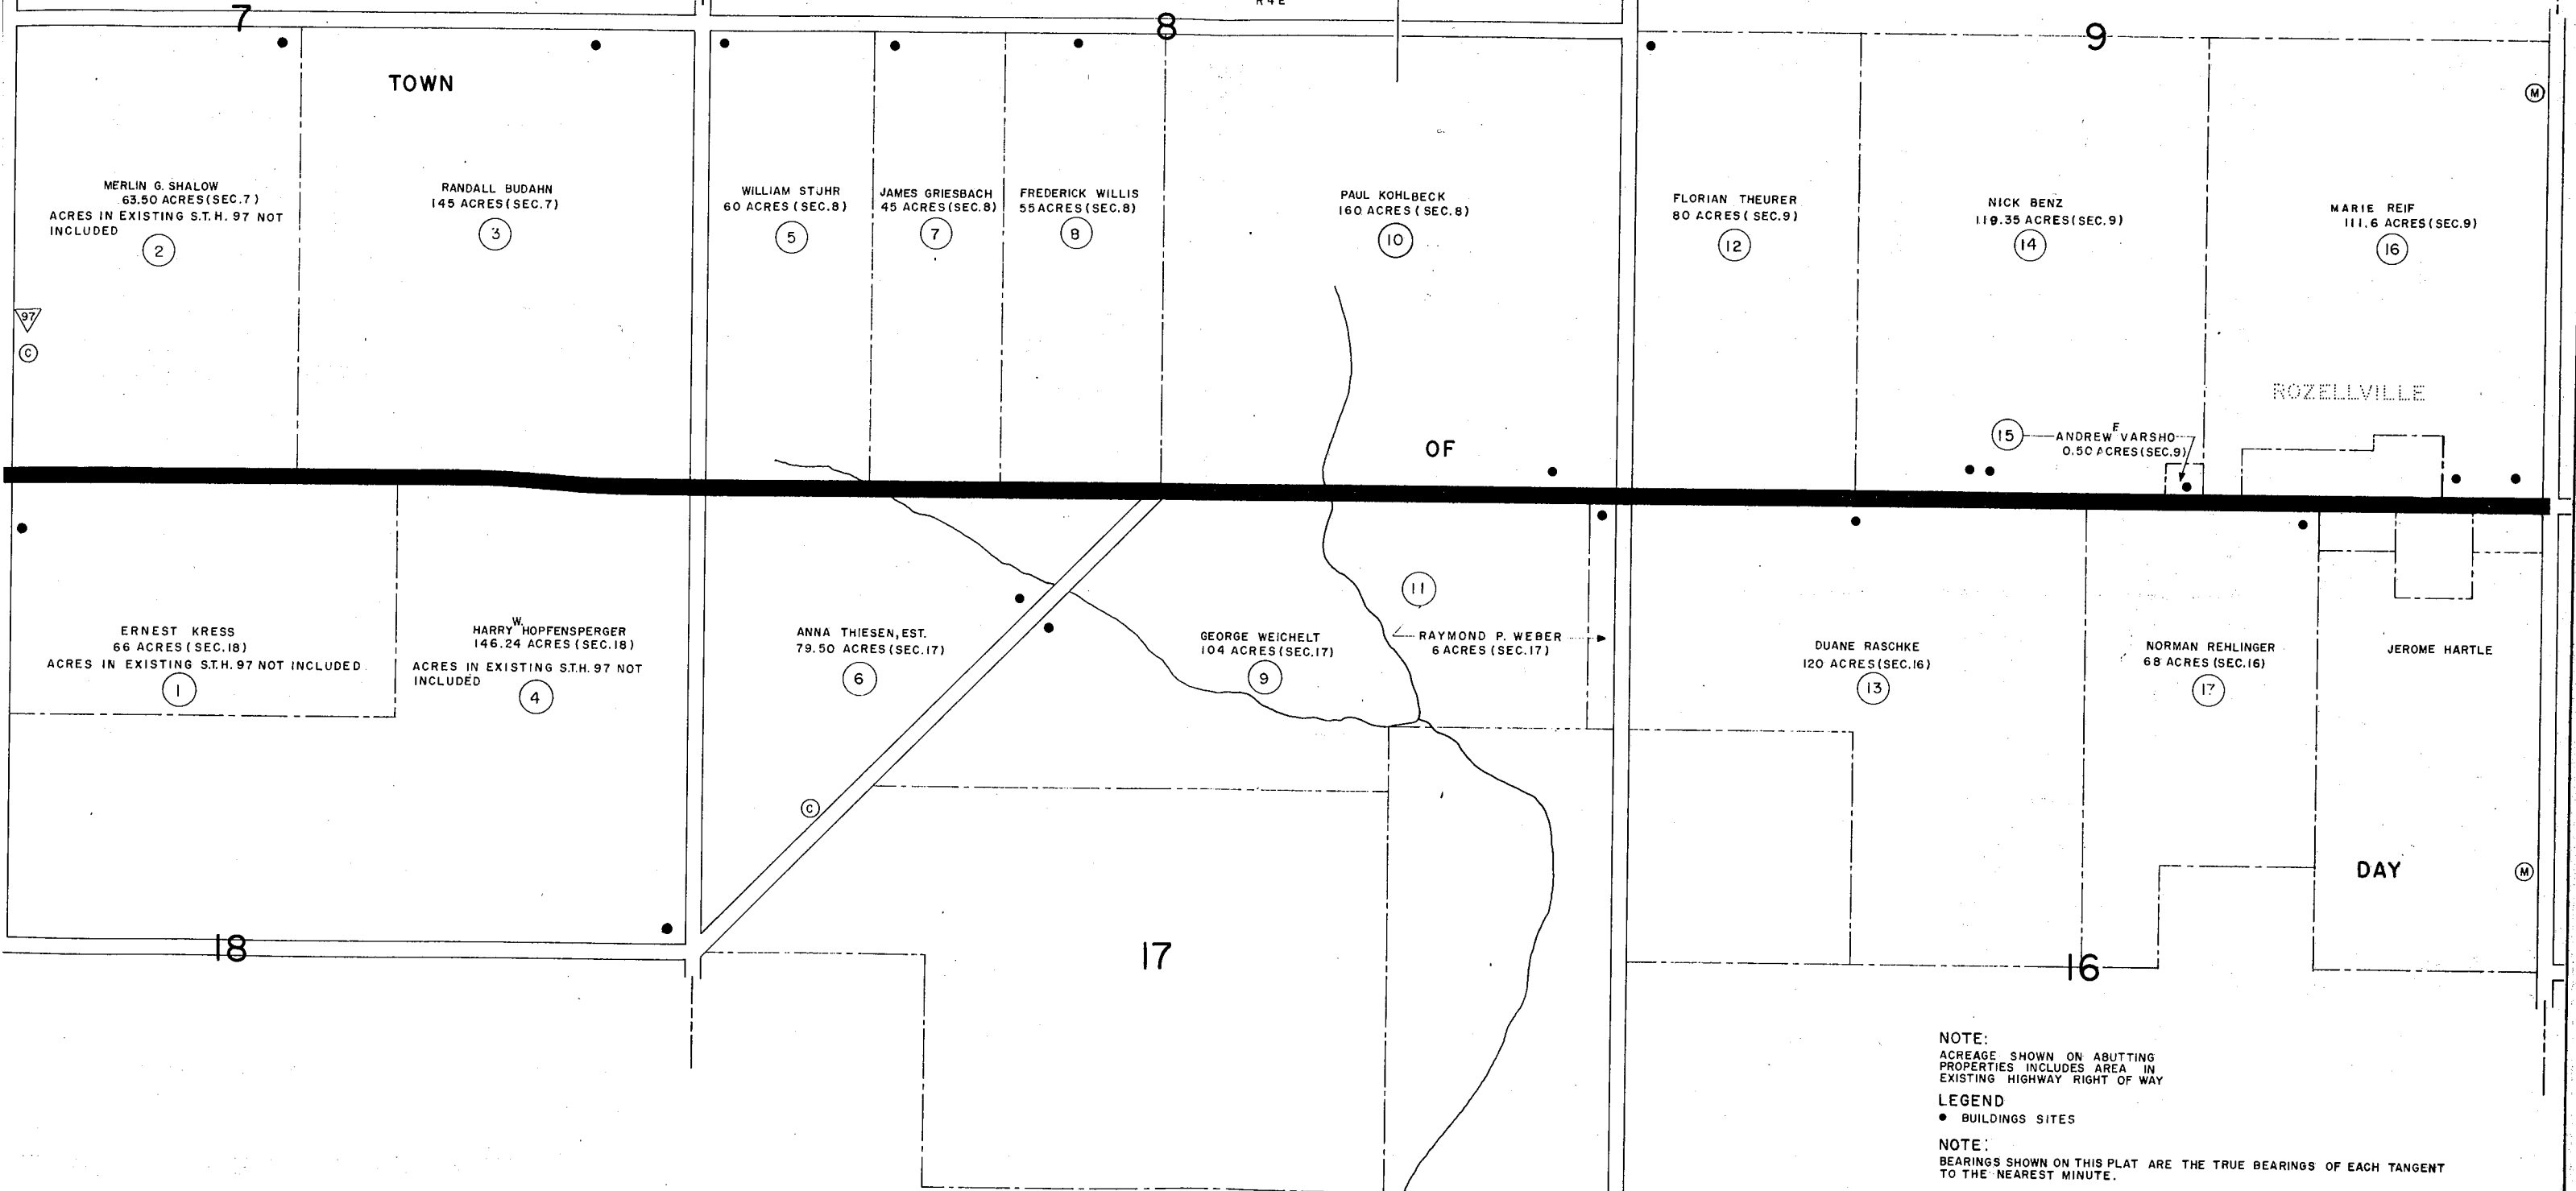 R4E
7
8
9
TOWN
M
MERLIN G. SHALOW
63.50 ACRES (SEC.7)
ACRES IN EXISTING S.T.H. 97 NOT
INCLUDED
2
RANDALL BUDAHN
145 ACRES (SEC.7)
3
WILLIAM STUHR
60 ACRES (SEC.8)
5
JAMES GRIESBACH
45 ACRES (SEC.8)
7
FREDERICK WILLIS
55 ACRES (SEC.8)
8
PAUL KOHLBECK
160 ACRES (SEC.8)
10
FLORIAN THEURER
80 ACRES (SEC.9)
12
NICK BENZ
119.35 ACRES (SEC.9)
14
MARIE REIF
111.6 ACRES (SEC.9)
16
97
C
ROZELLVILLE
OF
15
F
ANDREW VARSHO
0.50 ACRES (SEC.9)
ERNEST KRESS
66 ACRES (SEC.18)
ACRES IN EXISTING S.T.H. 97 NOT INCLUDED
1
W.
HARRY HOPFENSPERGER
146.24 ACRES (SEC.18)
ACRES IN EXISTING S.T.H. 97 NOT
INCLUDED
4
ANNA THIESEN, EST.
79.50 ACRES (SEC.17)
6
GEORGE WEICHELT
104 ACRES (SEC.17)
9
11
RAYMOND P. WEBER
6 ACRES (SEC.17)
DUANE RASCHKE
120 ACRES (SEC.16)
13
NORMAN REHLINGER
68 ACRES (SEC.16)
17
JEROME HARTLE
C
DAY
M
18
17
16
NOTE:
ACREAGE SHOWN ON ABUTTING
PROPERTIES INCLUDES AREA IN
EXISTING HIGHWAY RIGHT OF WAY
LEGEND
● BUILDINGS SITES
NOTE:
BEARINGS SHOWN ON THIS PLAT ARE THE TRUE BEARINGS OF EACH TANGENT
TO THE NEAREST MINUTE.